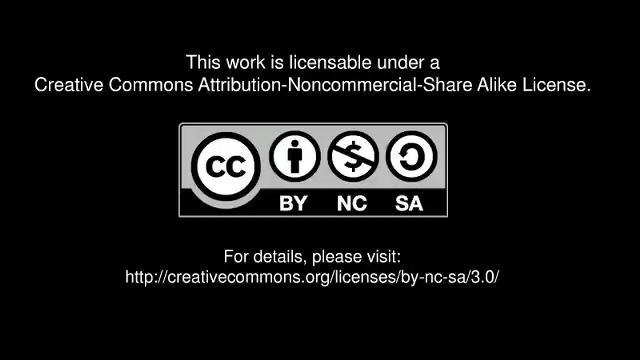 This work is licensable under a
Creative Commons Attribution-Noncommercial-Share Alike License.
CC
BY NC SA
For details, please visit:
http://creativecommons.org/licenses/by-nc-sa/3.0/